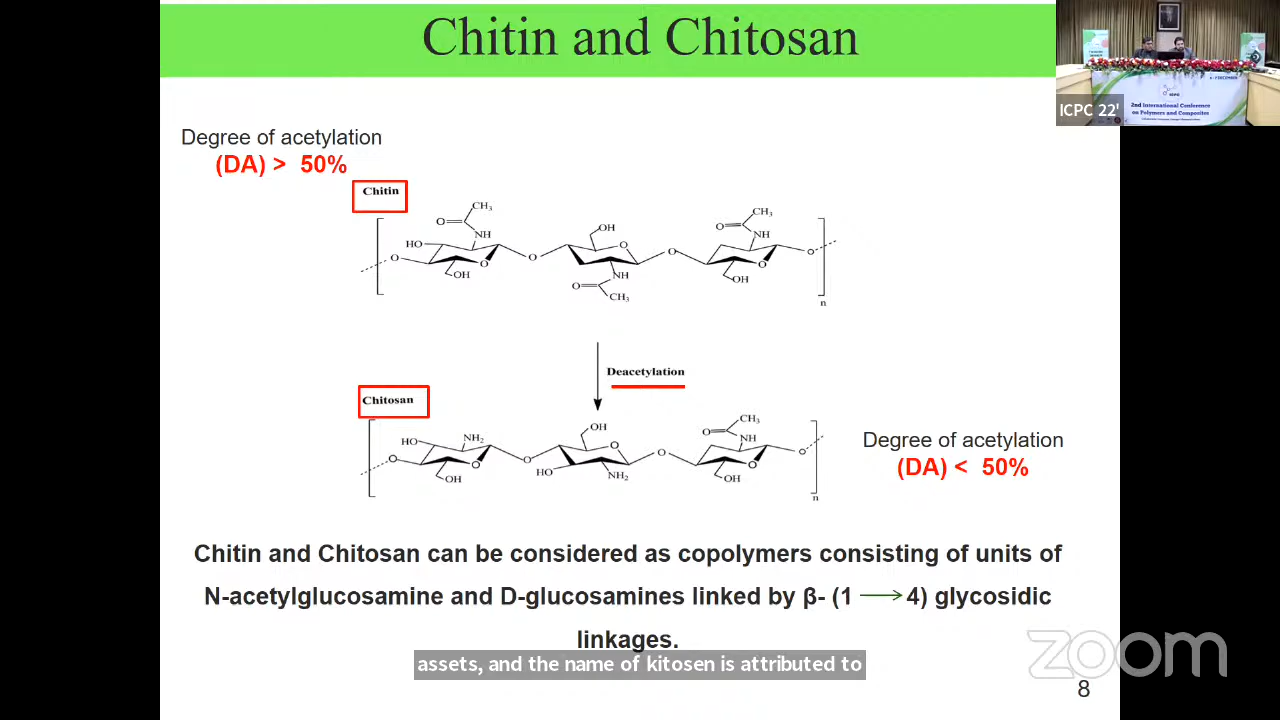 Chitin and Chitosan
ICPC 22'
2nd International Conference
on Polymers and Composites
Degree of acetylation
(DA) > 50%
Chitin
CH3
O
NH
HO
O
O
OH
O
OH
O
NH
O
CH3
O
CH3
O
NH
O
O
OH
n
Deacetylation
Chitosan
HO
NH2
O
O
OH
O
OH
O
HO
NH2
O
CH3
O
NH
O
O
OH
n
Degree of acetylation
(DA) < 50%
Chitin and Chitosan can be considered as copolymers consisting of units of
N-acetylglucosamine and D-glucosamines linked by β- (1 → 4) glycosidic
linkages.
assets, and the name of kitosen is attributed to
zoom
8